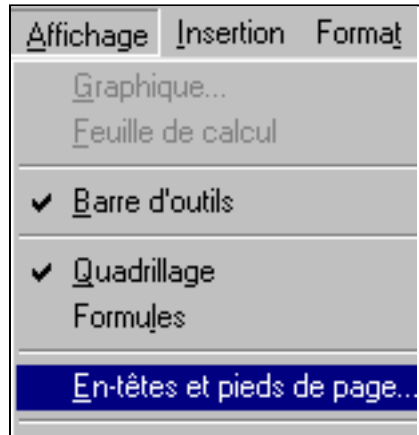 Affichage Insertion Format
Graphique...
Feuille de calcul
Barre d'outils
Quadrillage
Formules
En-têtes et pieds de page...